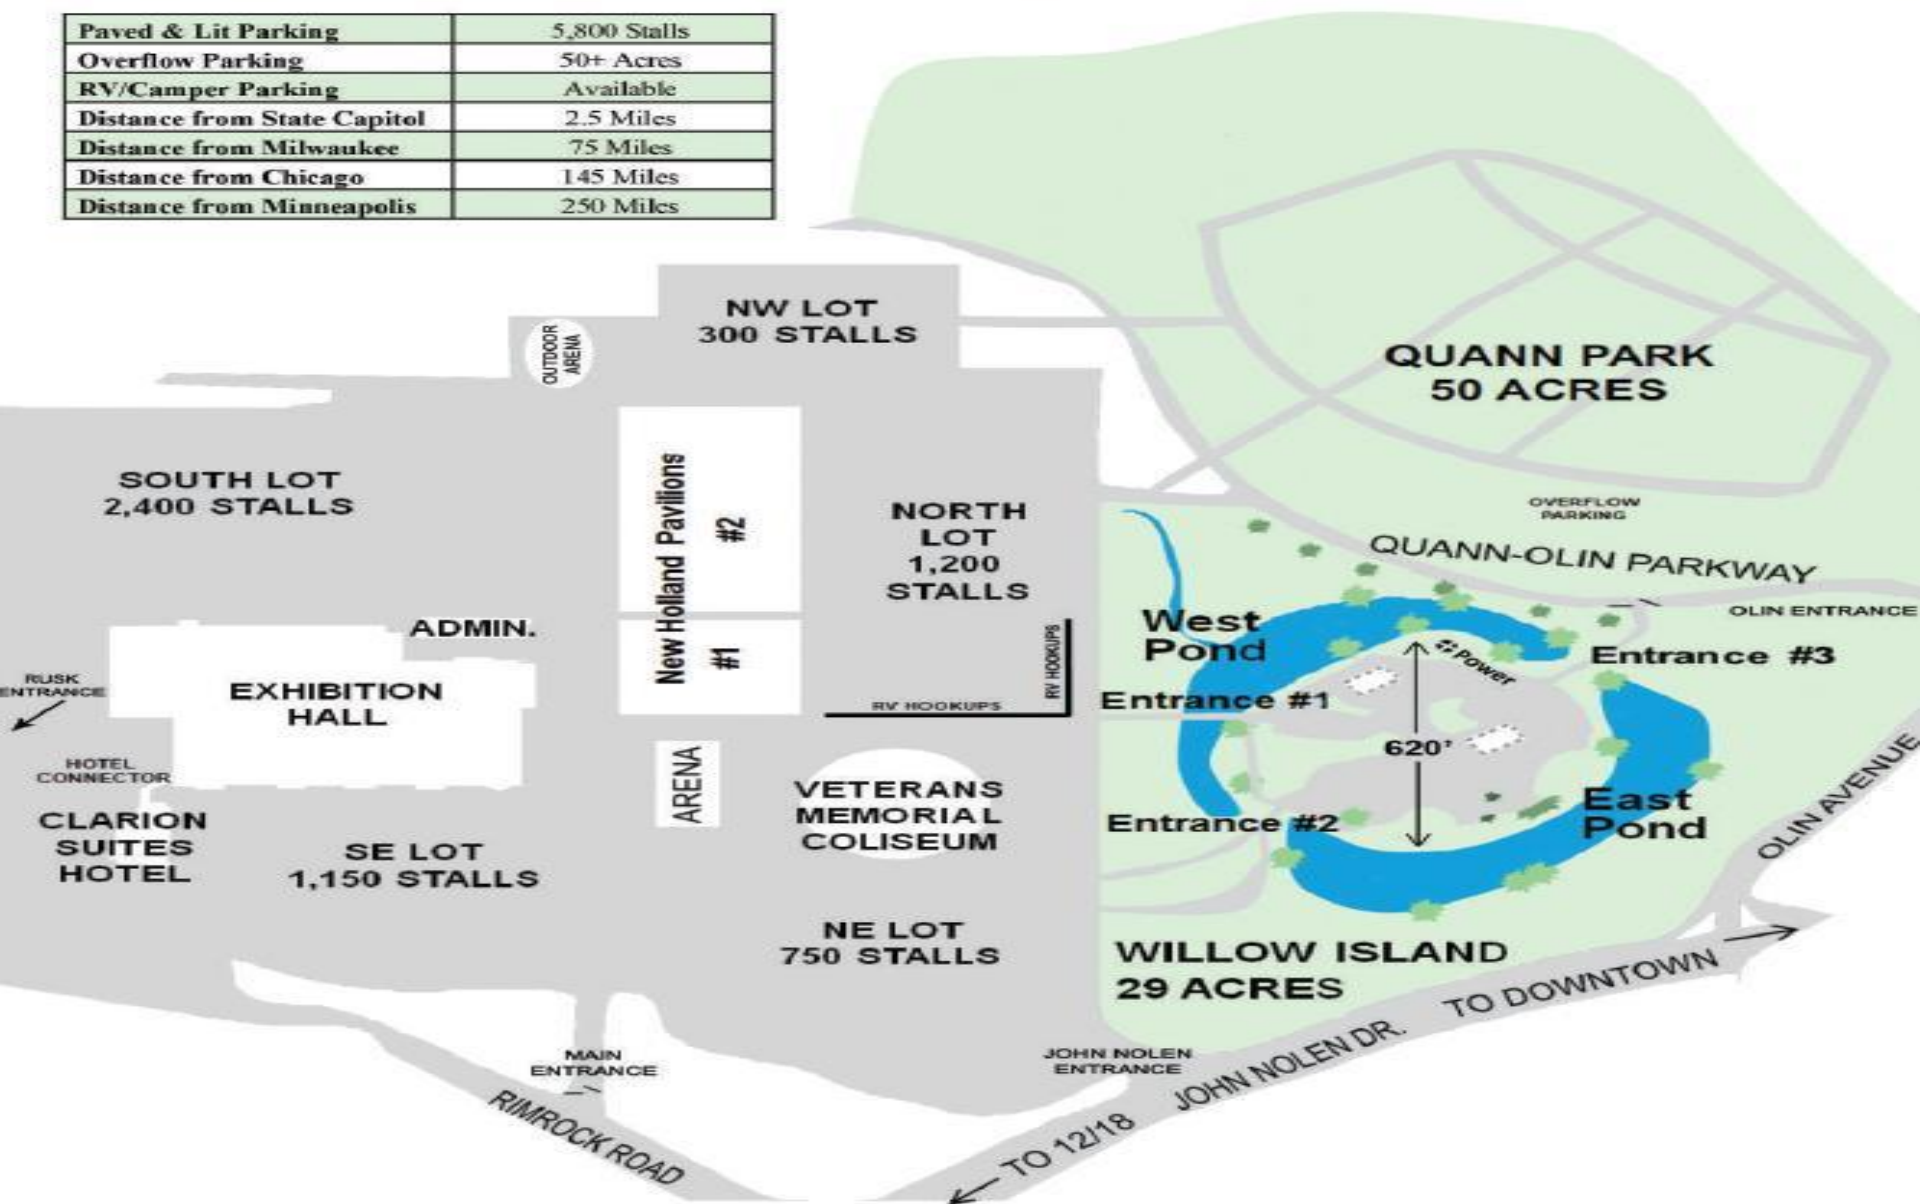 Paved & Lit Parking 5,800 Stalls
Overflow Parking 50+ Acres
RV/Camper Parking Available
Distance from State Capitol 2.5 Miles
Distance from Milwaukee 75 Miles
Distance from Chicago 145 Miles
Distance from Minneapolis 250 Miles
NW LOT
300 STALLS
OUTDOOR
ARENA
QUANN PARK
50 ACRES
SOUTH LOT
2,400 STALLS
New Holland Pavilions
#2
#1
NORTH
LOT
1,200
STALLS
OVERFLOW
PARKING
QUANN-OLIN PARKWAY
OLIN ENTRANCE
ADMIN.
West
Pond
Power
Entrance #3
RV HOOKUPS
RV HOOKUPS
Entrance #1
RUSK
ENTRANCE
EXHIBITION
HALL
620'
HOTEL
CONNECTOR
ARENA
VETERANS
MEMORIAL
COLISEUM
Entrance #2
East
Pond
OLIN AVENUE
CLARION
SUITES
HOTEL
SE LOT
1,150 STALLS
NE LOT
750 STALLS
WILLOW ISLAND
29 ACRES
TO DOWNTOWN
JOHN NOLEN DR.
JOHN NOLEN
ENTRANCE
MAIN
ENTRANCE
RIMROCK ROAD
TO 12/18